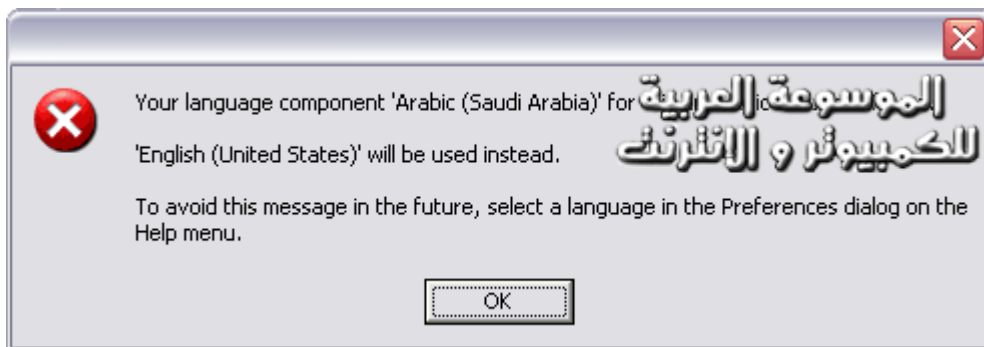 Your language component 'Arabic (Saudi Arabia)' for
الموسوعة العربية
للكمبيوتر و الانترنت
'English (United States)' will be used instead.
To avoid this message in the future, select a language in the Preferences dialog on the
Help menu.
OK